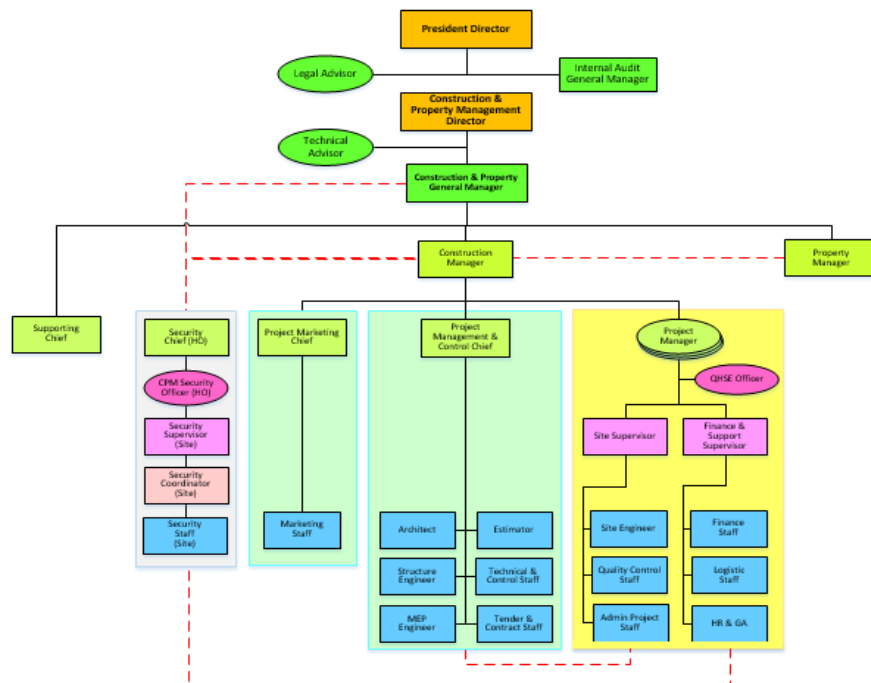 President Director
Legal Advisor
Internal Audit
General Manager
Construction &
Property Management
Director
Technical
Advisor
Construction & Property
General Manager
Construction
Manager
Property
Manager
Supporting
Chief
Security
Chief (HO)
Project Marketing
Chief
Project
Management &
Control Chief
Project
Manager
CPM Security
Officer (HO)
QHSE Officer
Security
Supervisor
(Site)
Site Supervisor
Finance &
Support
Supervisor
Security
Coordinator
(Site)
Security
Staff
(Site)
Marketing
Staff
Architect
Estimator
Site Engineer
Finance
Staff
Structure
Engineer
Technical &
Control Staff
Quality Control
Staff
Logistic
Staff
MEP
Engineer
Tender &
Contract Staff
Admin Project
Staff
HR & GA